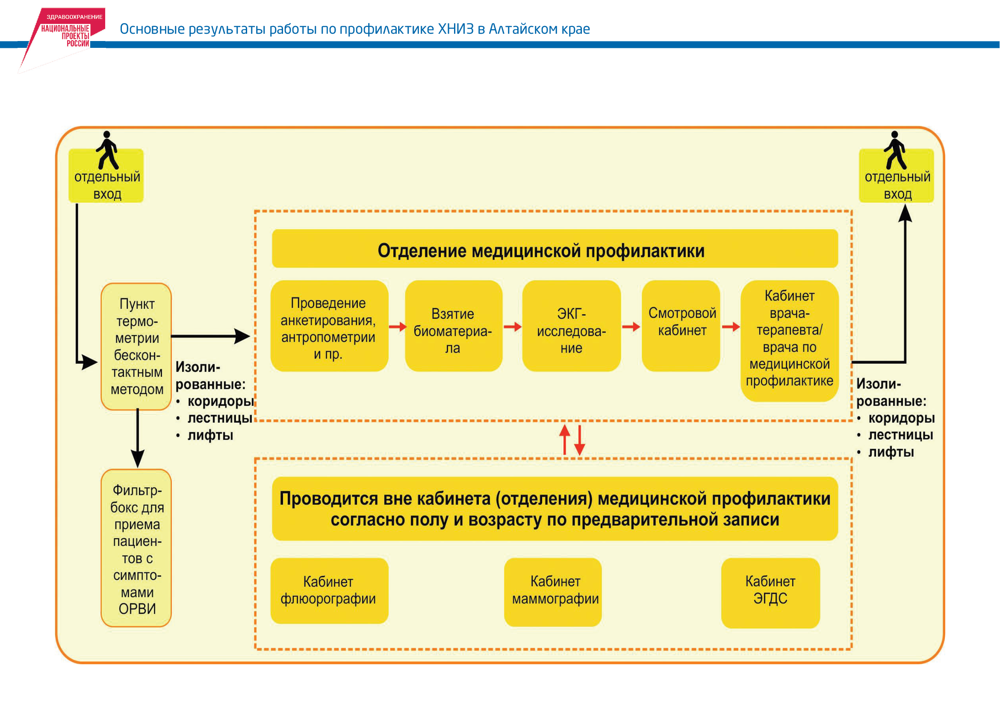 ЗДРАВООХРАНЕНИЕ
НАЦИОНАЛЬНЫЕ
ПРОЕКТЫ
РОССИИ
Основные результаты работы по профилактике ХНИЗ в Алтайском крае
отдельный
вход
отдельный
вход
Пункт
термо-
метрии
бескон-
тактным
методом
Изоли-
рованные:
• коридоры
• лестницы
• лифты
Фильтр-
бокс для
приема
пациен-
тов с
симпто-
мами
ОРВИ
Отделение медицинской профилактики
Проведение
анкетирования,
антропометрии
и пр.
Взятие
биоматериа-
ла
ЭКГ-
исследова-
ние
Смотровой
кабинет
Кабинет
врача-
терапевта/
врача по
медицинской
профилактике
Изоли-
рованные:
• коридоры
• лестницы
• лифты
Проводится вне кабинета (отделения) медицинской профилактики
согласно полу и возрасту по предварительной записи
Кабинет
флюорографии
Кабинет
маммографии
Кабинет
ЭГДС